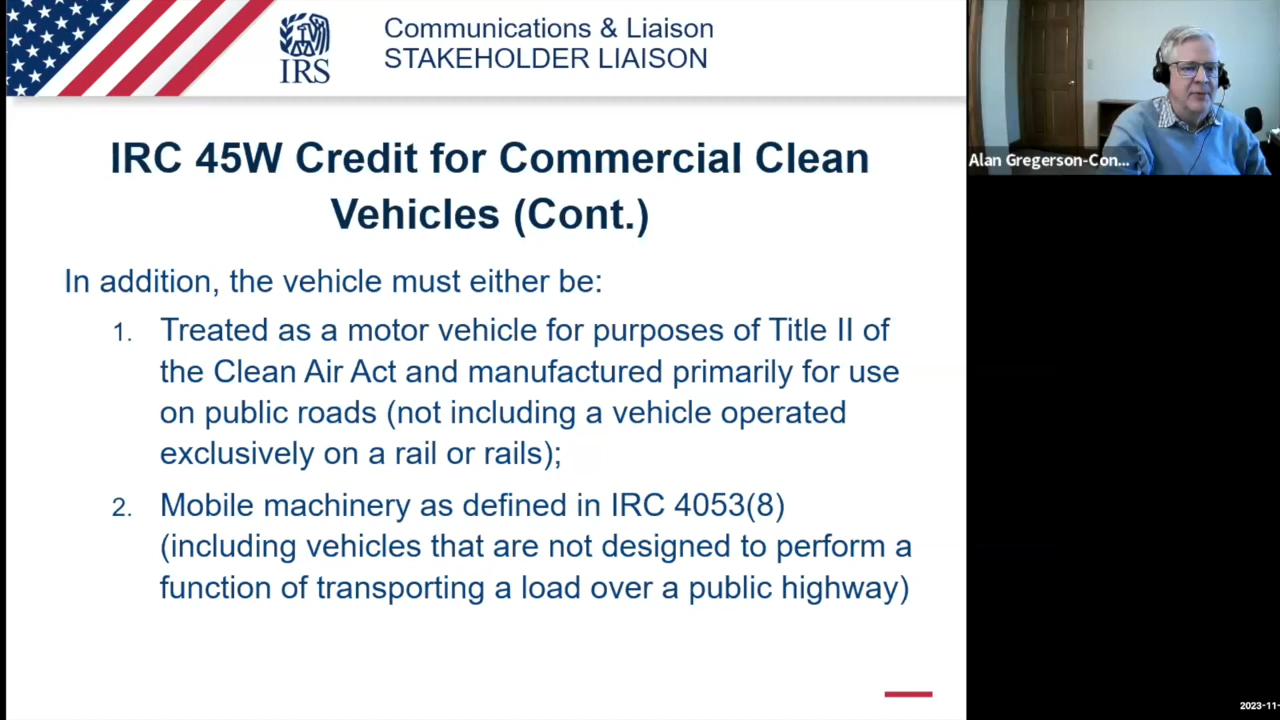 Communications & Liaison
STAKEHOLDER LIAISON
IRS
IRC 45W Credit for Commercial Clean
Vehicles (Cont.)
In addition, the vehicle must either be:
1. Treated as a motor vehicle for purposes of Title II of
the Clean Air Act and manufactured primarily for use
on public roads (not including a vehicle operated
exclusively on a rail or rails);
2. Mobile machinery as defined in IRC 4053(8)
(including vehicles that are not designed to perform a
function of transporting a load over a public highway)
Alan Gregerson-Con...
2023-11-